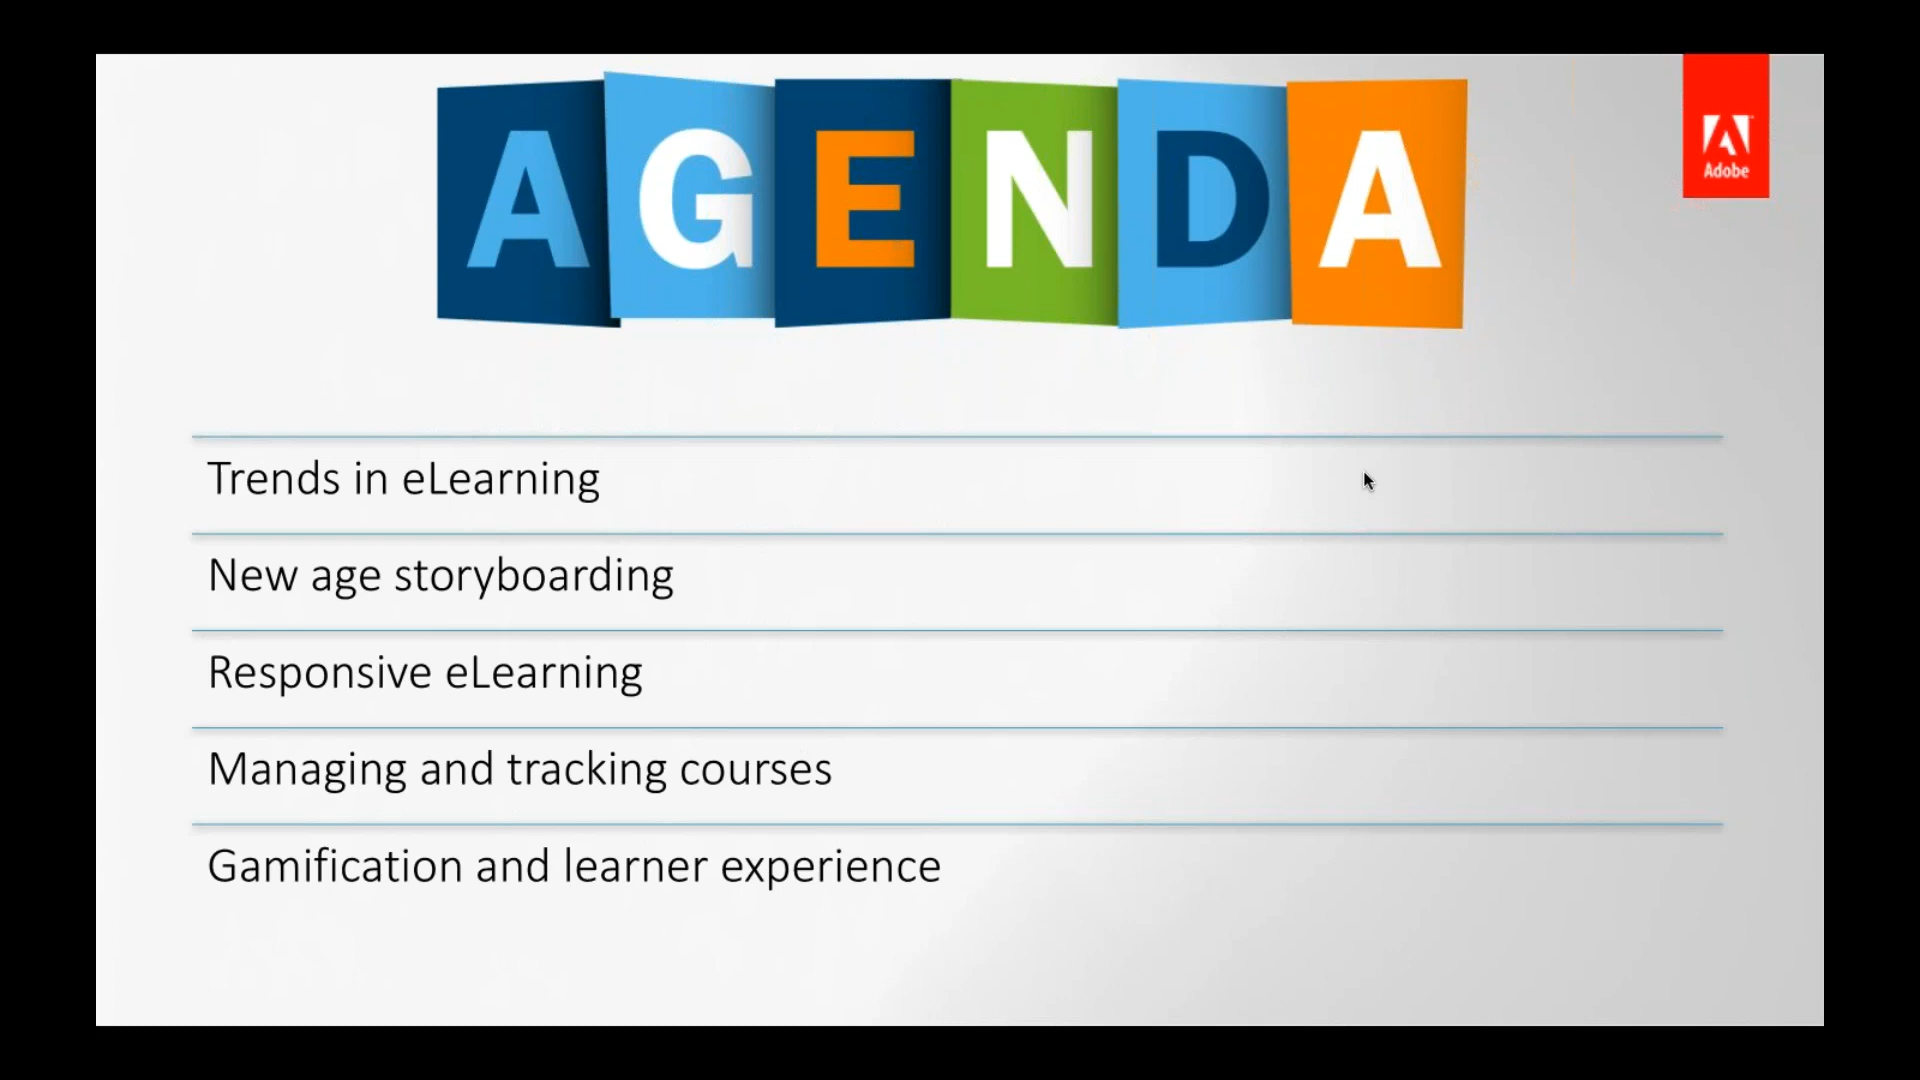 AGENDA
Adobe
Trends in eLearning
New age storyboarding
Responsive eLearning
Managing and tracking courses
Gamification and learner experience